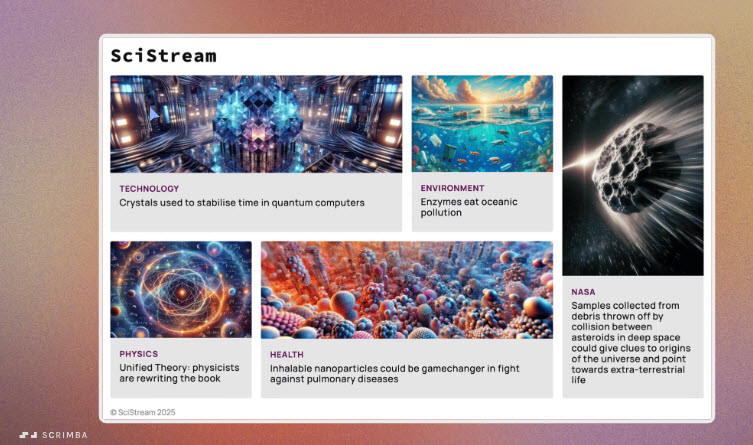 SciStream
TECHNOLOGY
Crystals used to stabilise time in quantum computers
ENVIRONMENT
Enzymes eat oceanic
pollution
NASA
Samples collected from
debris thrown off by
collision between
asteroids in deep space
could give clues to origins
of the universe and point
towards extra-terrestrial
life
PHYSICS
Unified Theory: physicists
are rewriting the book
HEALTH
Inhalable nanoparticles could be gamechanger in fight
against pulmonary diseases
© SciStream 2025
SCRIMBA